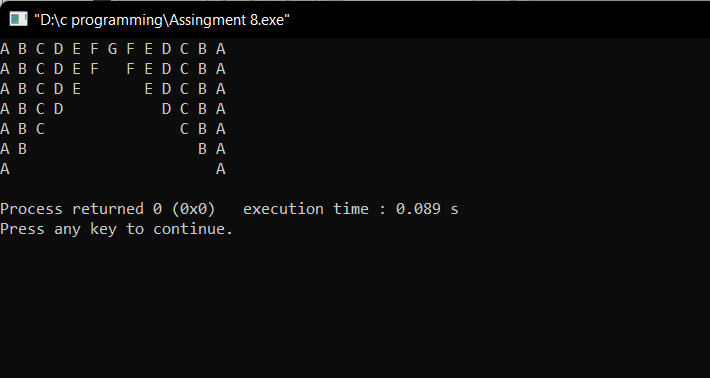 "D:\c programming\Assingment 8.exe"
A B C D E F G F E D C B A
A B C D E F   F E D C B A
A B C D E       E D C B A
A B C D           D C B A
A B C               C B A
A B                   B A
A                       A
Process returned 0 (0x0)   execution time : 0.089 s
Press any key to continue.